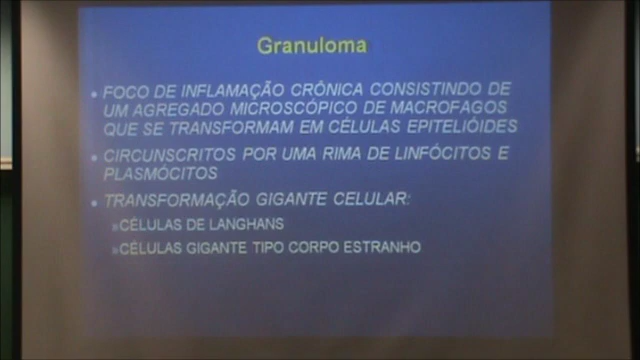 Granuloma
• FOCO DE INFLAMAÇÃO CRÔNICA CONSISTINDO DE
UM AGREGADO MICROSCÓPICO DE MACROFAGOS
QUE SE TRANSFORMAM EM CÉLULAS EPITELIÓIDES
• CIRCUNSCRITOS POR UMA RIMA DE LINFÓCITOS E
PLASMÓCITOS
• TRANSFORMAÇÃO GIGANTE CELULAR:
»CÉLULAS DE LANGHANS
»CÉLULAS GIGANTE TIPO CORPO ESTRANHO